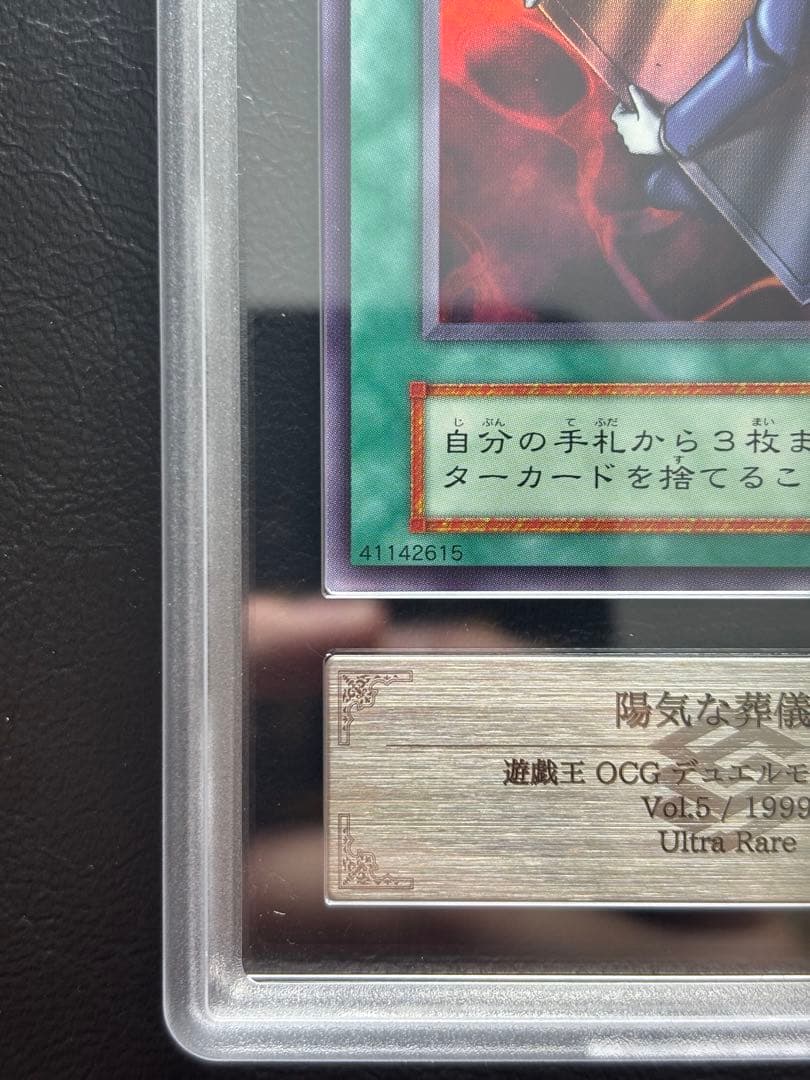 自分の手札から3枚ま
ターカードを捨てるこ
41142615
陽気な葬儀
遊戯王 OCG デュエルモ
Vol.5 / 1999
Ultra Rare